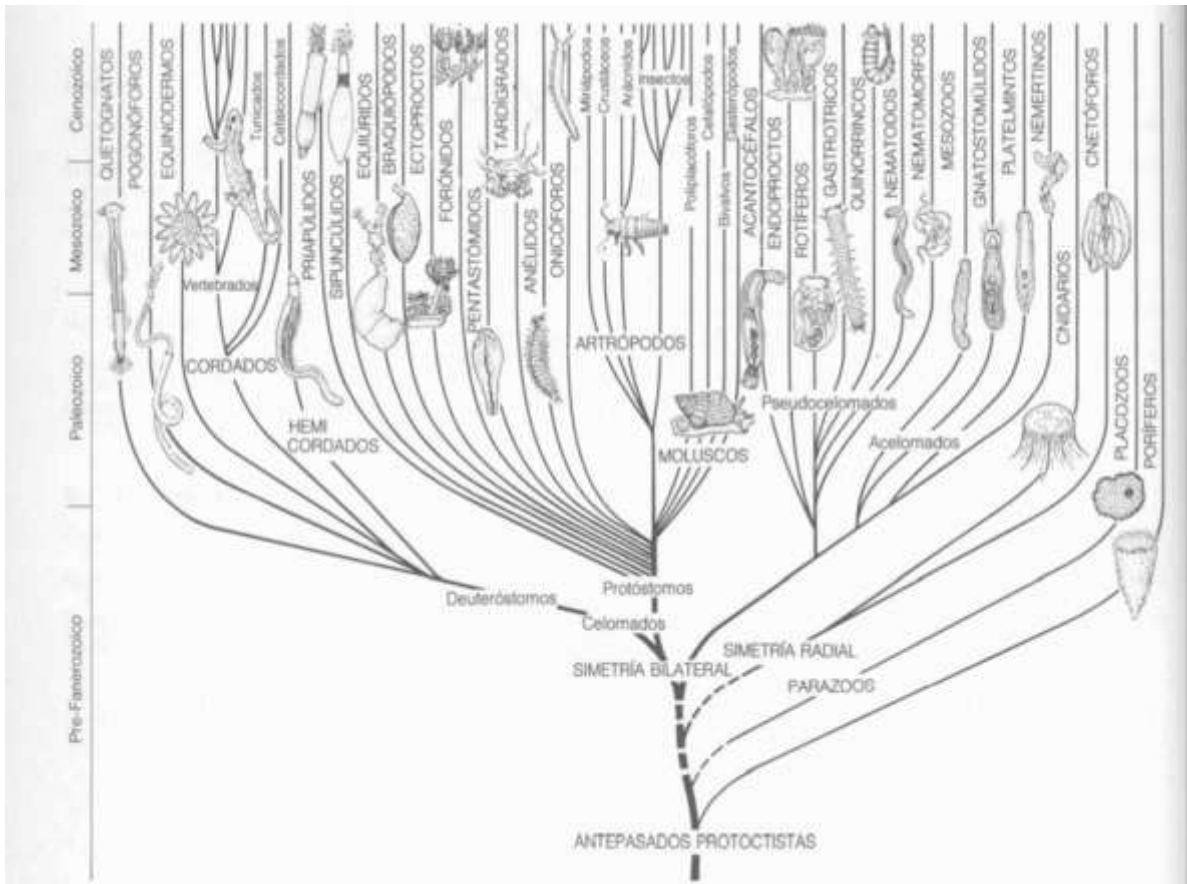 Cenozoico
Mesozoico
Paleozoico
Pre-Fanerozoico
QUETOGNATOS
POGONÓFOROS
EQUINODERMOS
Vertebrados
Tunicados
CORDADOS
HEMI
CORDADOS
PRIAPÚLIDOS
SIPUNCÚLIDOS
EQUIURIDOS
BRAQUIÓPODOS
ECTOPROCTOS
FORÓNIDOS
PENTASTÓMIDOS
TARDÍGRADOS
ANÉLIDOS
ONICÓFOROS
Miriápodos
Crustáceos
Arácnidos
Insectos
ARTRÓPODOS
Poliplacóforos
Cefalópodos
Bivalvos
Gasterópodos
MOLUSCOS
ACANTOCÉFALOS
ENDOPROCTOS
ROTÍFEROS
GASTROTRICOS
QUINORRINCOS
NEMATODOS
NEMATOMORFOS
MESOZOOS
Pseudocelomados
GNATOSTOMÚLIDOS
PLATELMINTOS
NEMERTINOS
Acelomados
CNIDARIOS
CNETÓFOROS
PLACOZOOS
PORÍFEROS
Deuteróstomos
Protóstomos
Celomados
SIMETRÍA BILATERAL
SIMETRÍA RADIAL
PARAZOOS
ANTEPASADOS PROTOCTISTAS